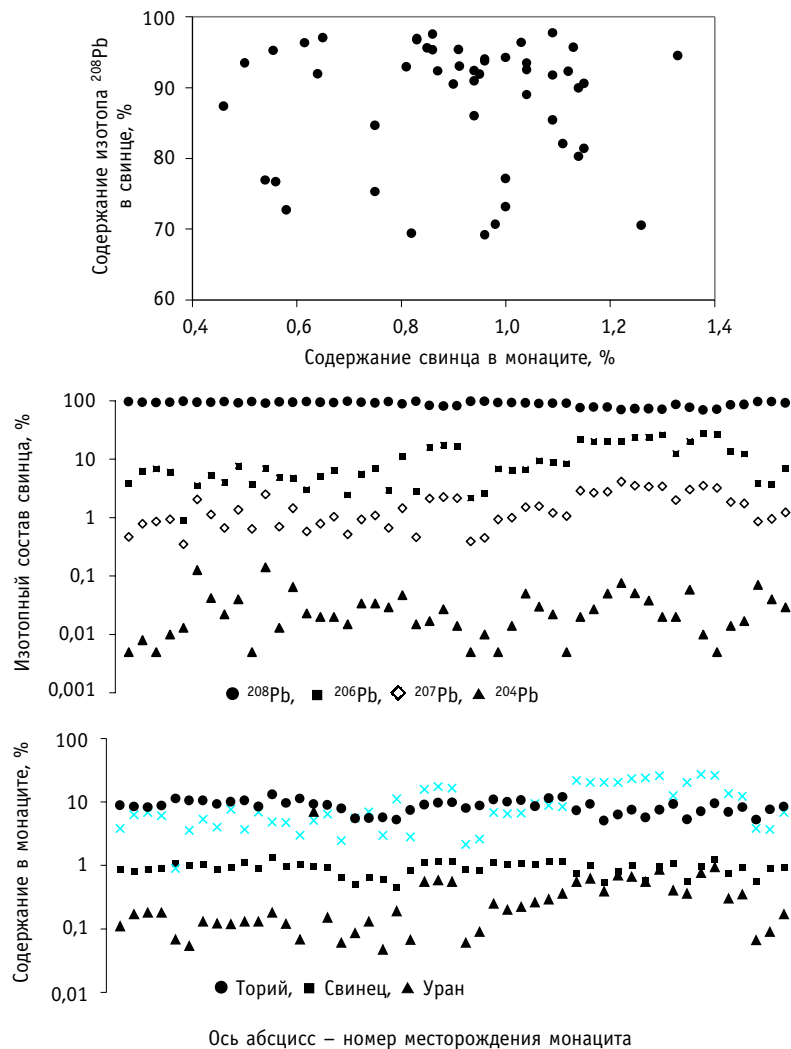 100
90
80
70
60
Содержание изотопа ²⁰⁸Pb
в свинце, %
0,4 0,6 0,8 1,0 1,2 1,4
Содержание свинца в монаците, %
100
10
1
0,1
0,01
0,001
Изотопный состав свинца, %
²⁰⁸Pb, ²⁰⁶Pb, ²⁰⁷Pb, ²⁰⁴Pb
100
10
1
0,1
0,01
Содержание в монаците, %
Торий, Свинец, Уран
Ось абсцисс – номер месторождения монацита